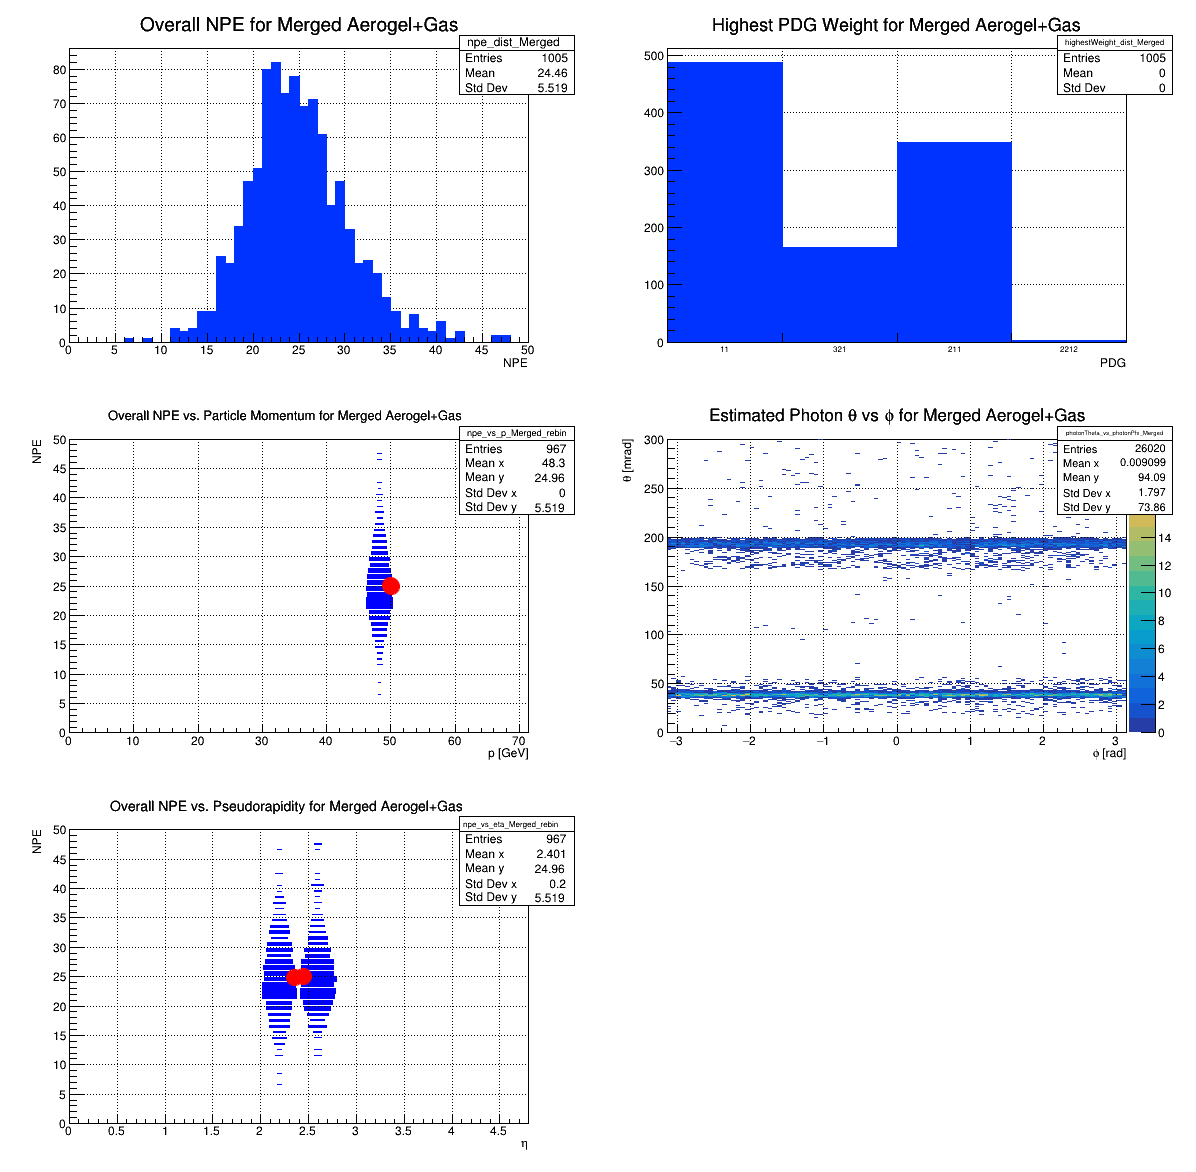 Overall NPE for Merged Aerogel+Gas
npe_dist_Merged
Entries 1005
Mean 24.46
Std Dev 5.519
80
70
60
50
40
30
20
10
0
0 5 10 15 20 25 30 35 40 45 50
NPE
Highest PDG Weight for Merged Aerogel+Gas
highestWeight_dist_Merged
Entries 1005
Mean 0
Std Dev 0
500
400
300
200
100
0
11 321 211 2212
PDG
Overall NPE vs. Particle Momentum for Merged Aerogel+Gas
npe_vs_p_Merged_rebin
Entries 967
Mean x 48.3
Mean y 24.96
Std Dev x 0
Std Dev y 5.519
NPE
50
45
40
35
30
25
20
15
10
5
0
0 10 20 30 40 50 60 70
p [GeV]
Estimated Photon θ vs ϕ for Merged Aerogel+Gas
photonTheta_vs_photonPhi_Merged
Entries 26020
Mean x 0.009099
Mean y 94.09
Std Dev x 1.797
Std Dev y 73.86
θ [mrad]
300
250
200
150
100
50
0
−3 −2 −1 0 1 2 3
ϕ [rad]
14
12
10
8
6
4
2
0
Overall NPE vs. Pseudorapidity for Merged Aerogel+Gas
npe_vs_eta_Merged_rebin
Entries 967
Mean x 2.401
Mean y 24.96
Std Dev x 0.2
Std Dev y 5.519
NPE
50
45
40
35
30
25
20
15
10
5
0
0 0.5 1 1.5 2 2.5 3 3.5 4 4.5
η